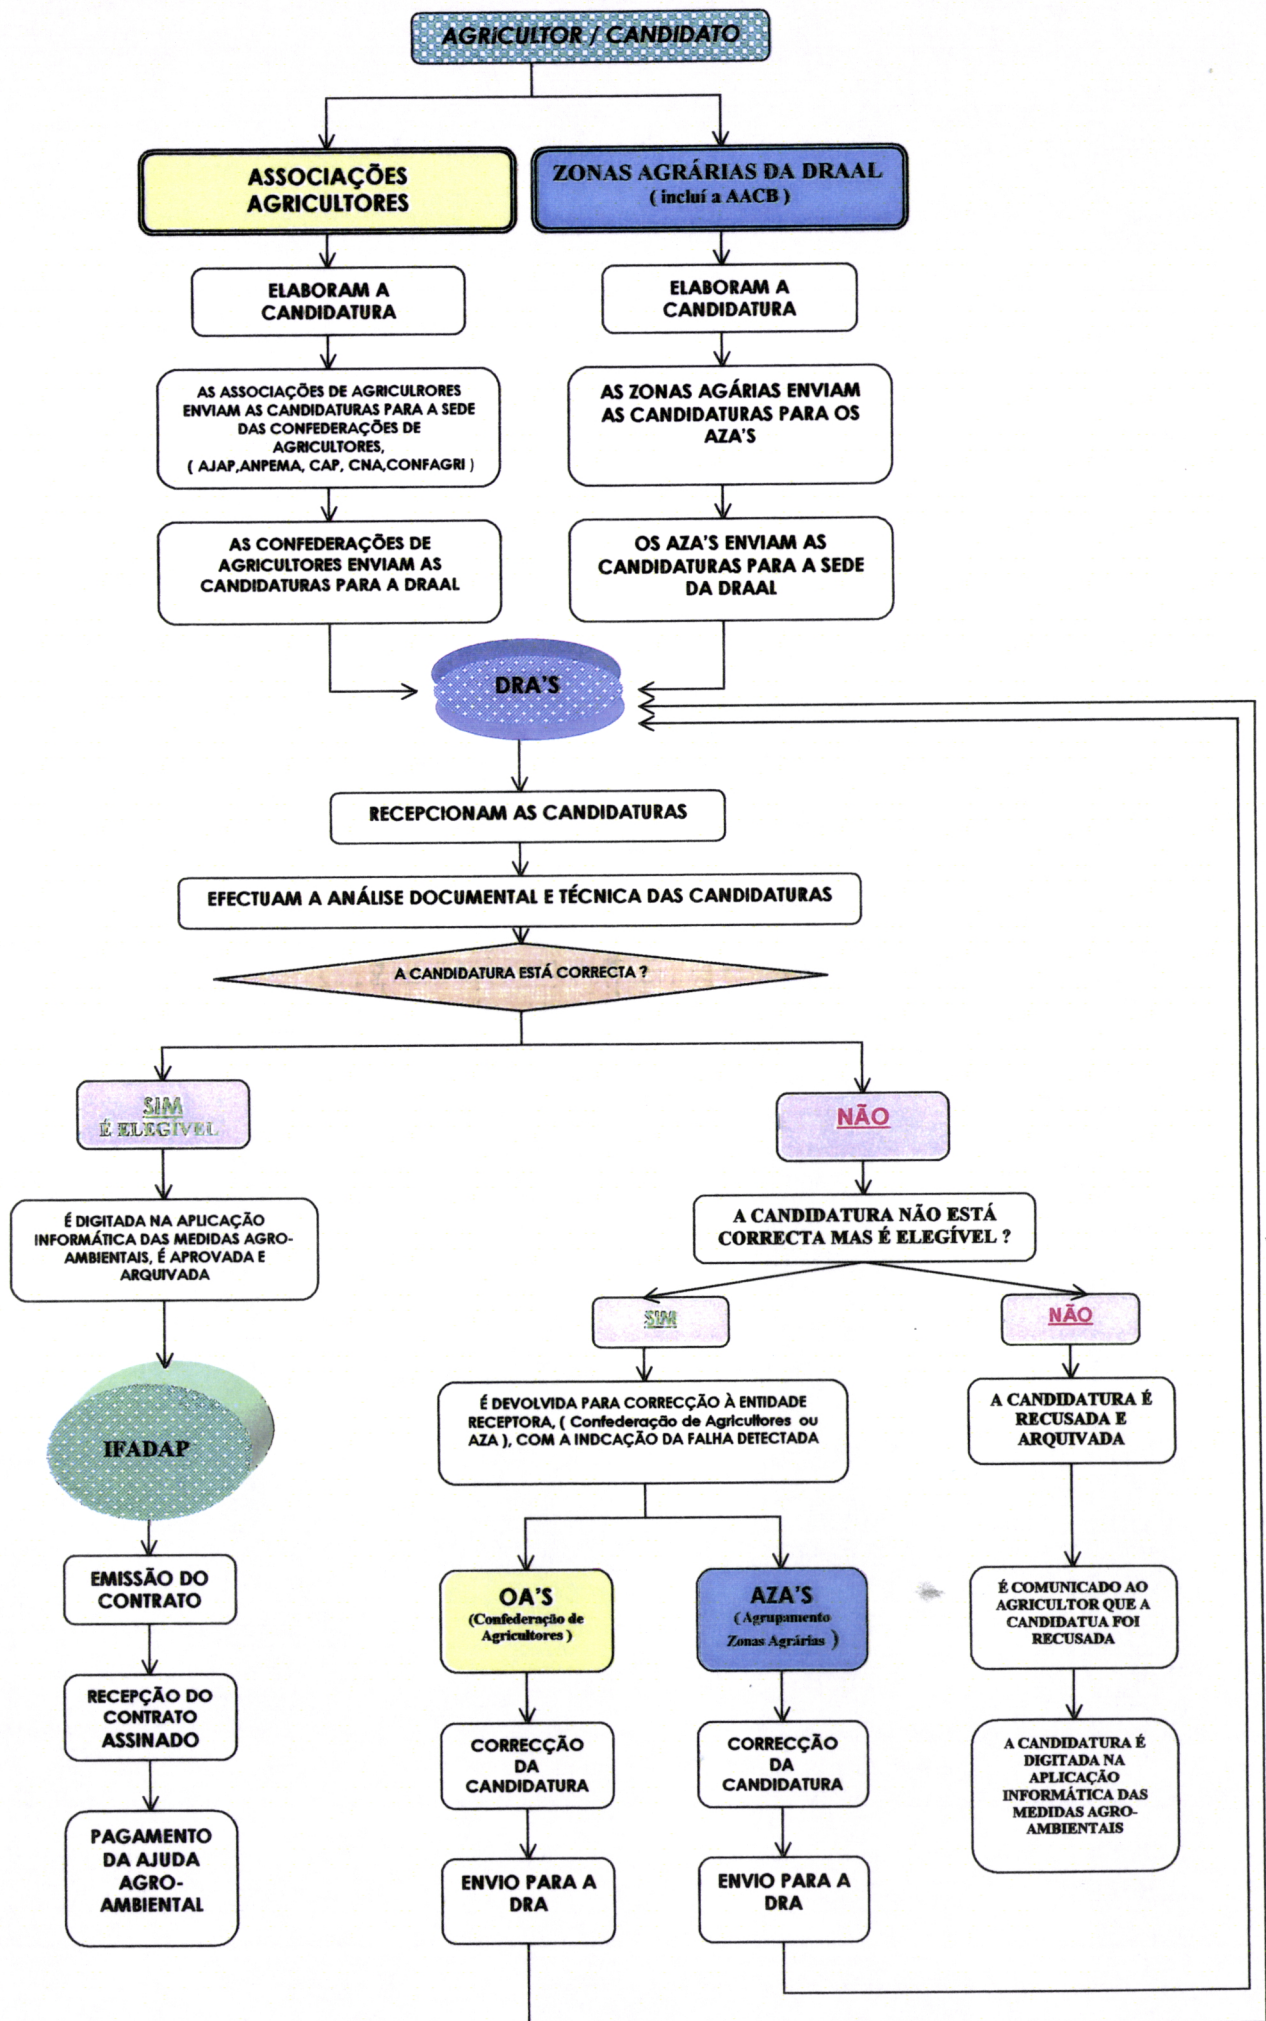 AGRICULTOR / CANDIDATO
ASSOCIAÇÕES
AGRICULTORES
ZONAS AGRÁRIAS DA DRAAL
( incluí a AACB )
ELABORAM A
CANDIDATURA
ELABORAM A
CANDIDATURA
AS ASSOCIAÇÕES DE AGRICULRORES
ENVIAM AS CANDIDATURAS PARA A SEDE
DAS CONFEDERAÇÕES DE
AGRICULTORES,
( AJAP,ANPEMA, CAP, CNA,CONFAGRI )
AS ZONAS AGÁRIAS ENVIAM
AS CANDIDATURAS PARA OS
AZA'S
AS CONFEDERAÇÕES DE
AGRICULTORES ENVIAM AS
CANDIDATURAS PARA A DRAAL
OS AZA'S ENVIAM AS
CANDIDATURAS PARA A SEDE
DA DRAAL
DRA'S
RECEPCIONAM AS CANDIDATURAS
EFECTUAM A ANÁLISE DOCUMENTAL E TÉCNICA DAS CANDIDATURAS
A CANDIDATURA ESTÁ CORRECTA ?
SIM
É ELEGÍVEL
NÃO
É DIGITADA NA APLICAÇÃO
INFORMÁTICA DAS MEDIDAS AGRO-
AMBIENTAIS, É APROVADA E
ARQUIVADA
A CANDIDATURA NÃO ESTÁ
CORRECTA MAS É ELEGÍVEL ?
SIM
NÃO
É DEVOLVIDA PARA CORRECÇÃO À ENTIDADE
RECEPTORA, ( Confederação de Agricultores ou
AZA ), COM A INDCAÇÃO DA FALHA DETECTADA
A CANDIDATURA É
RECUSADA E
ARQUIVADA
IFADAP
EMISSÃO DO
CONTRATO
OA'S
(Confederação de
Agricultores )
AZA'S
( Agrupamento
Zonas Agrárias )
É COMUNICADO AO
AGRICULTOR QUE A
CANDIDATUA FOI
RECUSADA
RECEPÇÃO DO
CONTRATO
ASSINADO
CORRECÇÃO
DA
CANDIDATURA
CORRECÇÃO
DA
CANDIDATURA
A CANDIDATURA É
DIGITADA NA
APLICAÇÃO
INFORMÁTICA DAS
MEDIDAS AGRO-
AMBIENTAIS
PAGAMENTO
DA AJUDA
AGRO-
AMBIENTAL
ENVIO PARA A
DRA
ENVIO PARA A
DRA